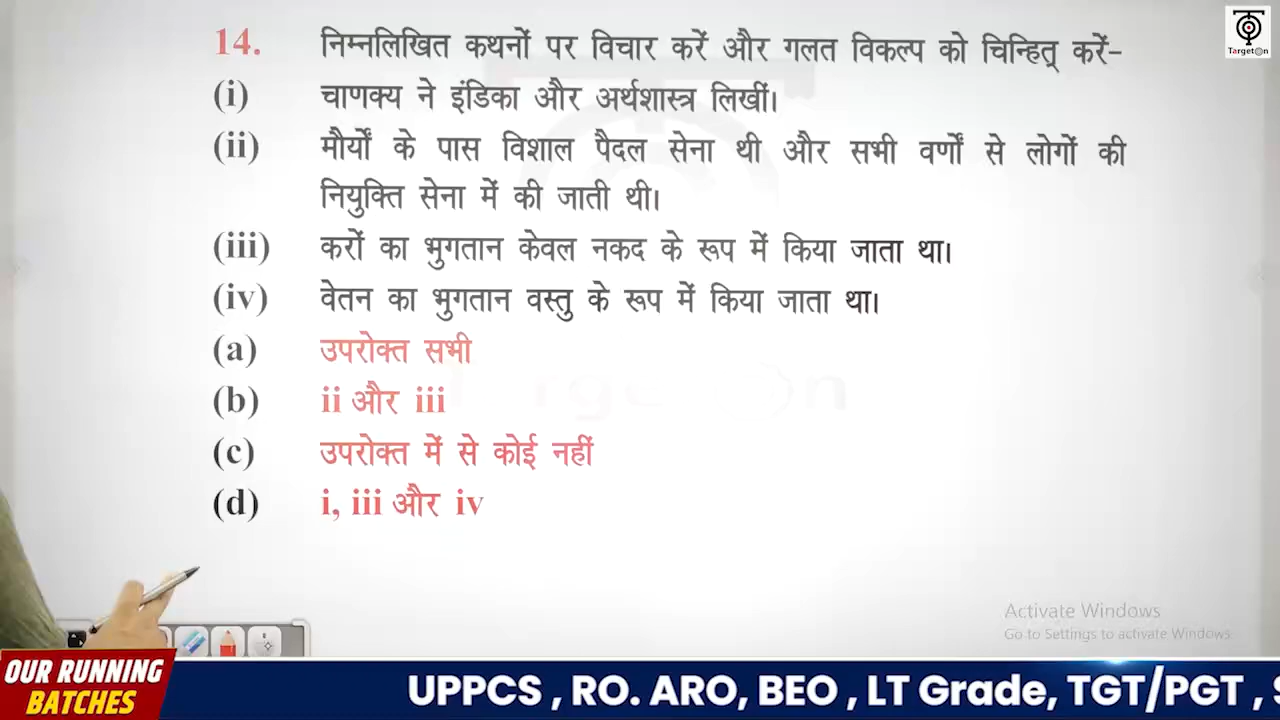 14. निम्नलिखित कथनों पर विचार करें और गलत विकल्प को चिन्हित् करें–
(i) चाणक्य ने इंडिका और अर्थशास्त्र लिखीं।
(ii) मौर्यों के पास विशाल पैदल सेना थी और सभी वर्णों से लोगों की
नियुक्ति सेना में की जाती थी।
(iii) करों का भुगतान केवल नकद के रूप में किया जाता था।
(iv) वेतन का भुगतान वस्तु के रूप में किया जाता था।
(a) उपरोक्त सभी
(b) ii और iii
(c) उपरोक्त में से कोई नहीं
(d) i, iii और iv
TargetOn
Activate Windows
Go to Settings to activate Windows.
OUR RUNNING
BATCHES
UPPCS , RO. ARO, BEO , LT Grade, TGT/PGT , S